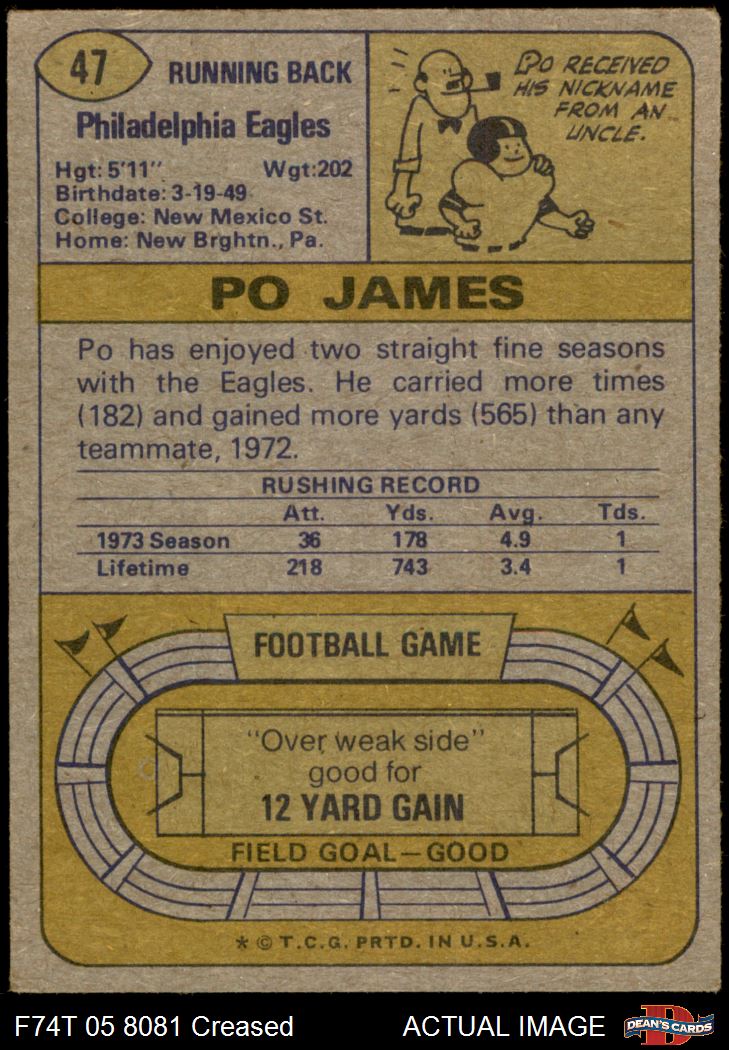 47
RUNNING BACK
Philadelphia Eagles
Hgt: 5'11" Wgt:202
Birthdate: 3-19-49
College: New Mexico St.
Home: New Brghtn., Pa.
PO RECEIVED
HIS NICKNAME
FROM AN
UNCLE.
PO JAMES
Po has enjoyed two straight fine seasons
with the Eagles. He carried more times
(182) and gained more yards (565) than any
teammate, 1972.
RUSHING RECORD
Att. Yds. Avg. Tds.
1973 Season 36 178 4.9 1
Lifetime 218 743 3.4 1
FOOTBALL GAME
"Over weak side"
good for
12 YARD GAIN
FIELD GOAL—GOOD
* © T.C.G. PRTD. IN U.S.A.
F74T 05 8081 Creased ACTUAL IMAGE
D
DEAN'S CARDS